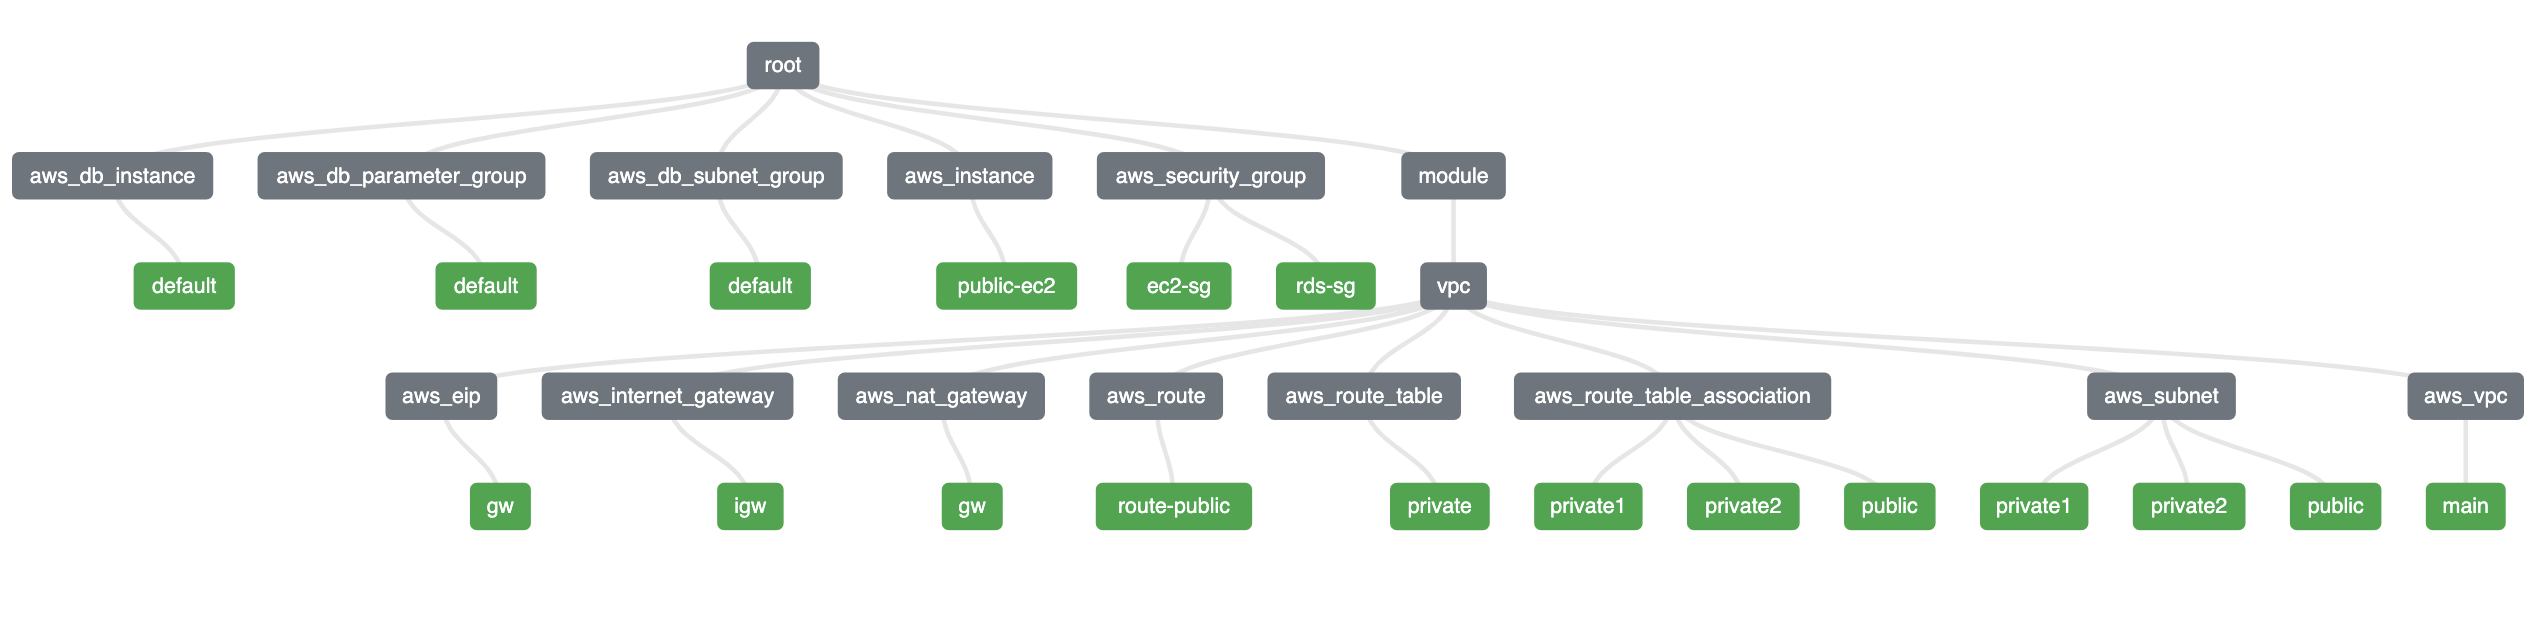 root
aws_db_instance
aws_db_parameter_group
aws_db_subnet_group
aws_instance
aws_security_group
module
default
default
default
public-ec2
ec2-sg
rds-sg
vpc
aws_eip
aws_internet_gateway
aws_nat_gateway
aws_route
aws_route_table
aws_route_table_association
aws_subnet
aws_vpc
gw
igw
gw
route-public
private
private1
private2
public
private1
private2
public
main